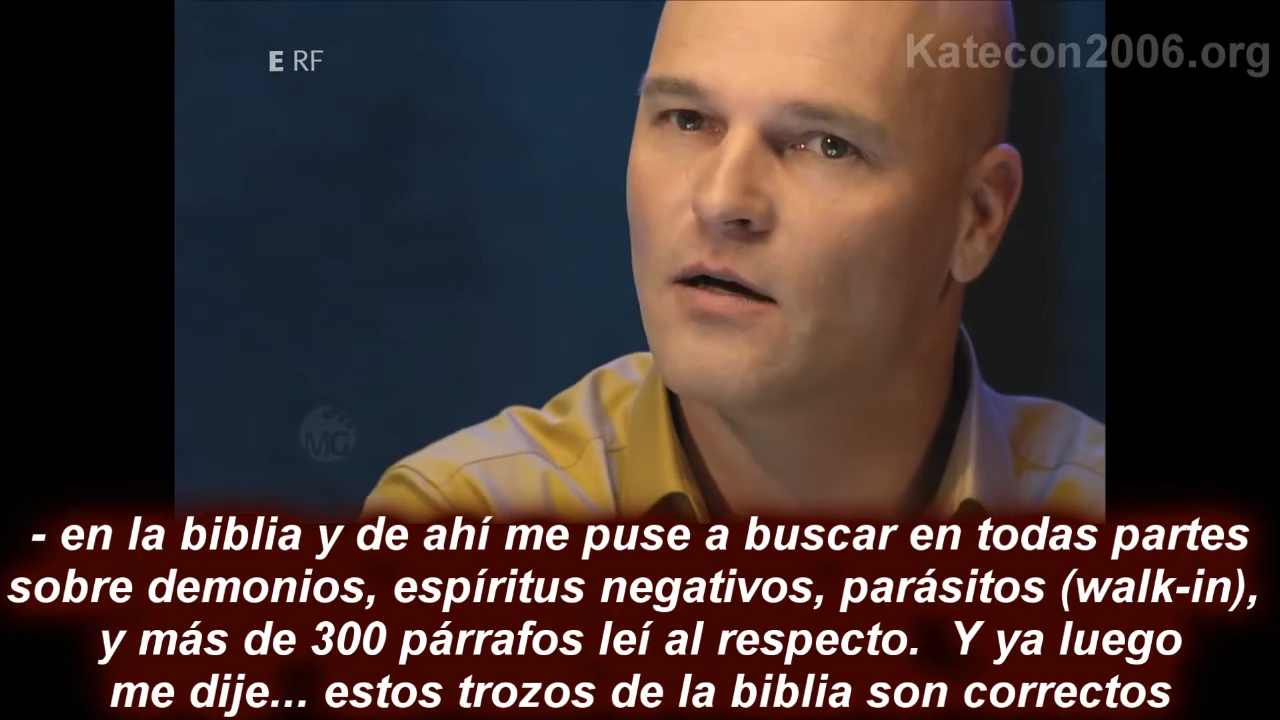 E RF
Katecon2006.org
MG
- en la biblia y de ahí me puse a buscar en todas partes
sobre demonios, espíritus negativos, parásitos (walk-in),
y más de 300 párrafos leí al respecto.  Y ya luego
me dije... estos trozos de la biblia son correctos